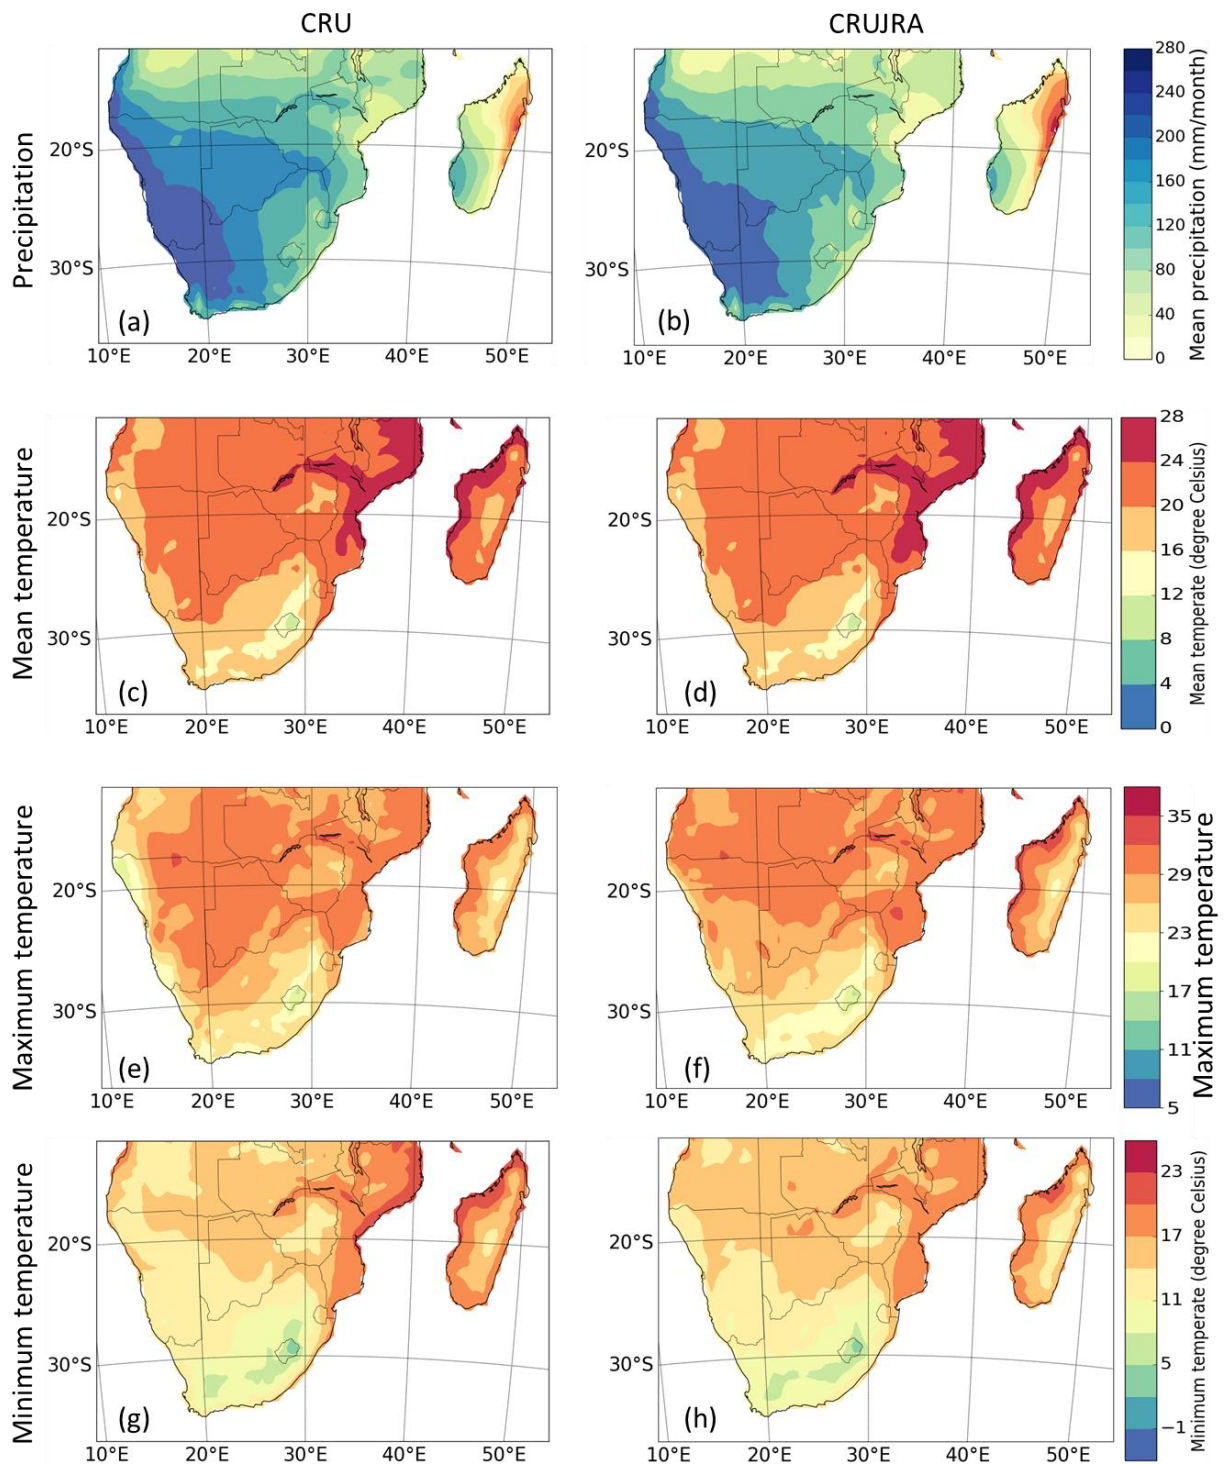 CRU
CRUJRA
Precipitation
20°S
30°S
(a)
10°E 20°E 30°E 40°E 50°E
20°S
30°S
(b)
10°E 20°E 30°E 40°E 50°E
280
240
200
160
120
80
40
0
Mean precipitation (mm/month)
Mean temperature
20°S
30°S
(c)
10°E 20°E 30°E 40°E 50°E
20°S
30°S
(d)
10°E 20°E 30°E 40°E 50°E
28
24
20
16
12
8
4
0
Mean temperate (degree Celsius)
Maximum temperature
20°S
30°S
(e)
10°E 20°E 30°E 40°E 50°E
20°S
30°S
(f)
10°E 20°E 30°E 40°E 50°E
35
29
23
17
11
5
Maximum temperature
Minimum temperature
20°S
30°S
(g)
10°E 20°E 30°E 40°E 50°E
20°S
30°S
(h)
10°E 20°E 30°E 40°E 50°E
23
17
11
5
−1
Minimum temperate (degree Celsius)